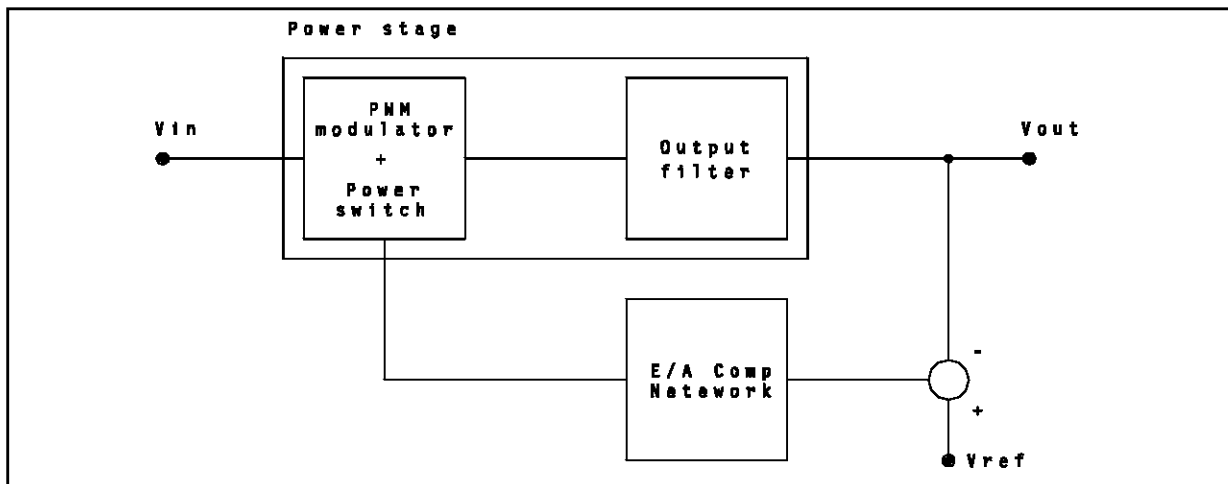 Power stage
Vin
PWM
modulator
+
Power
switch
Output
filter
Vout
E/A Comp
Netework
-
+
Vref